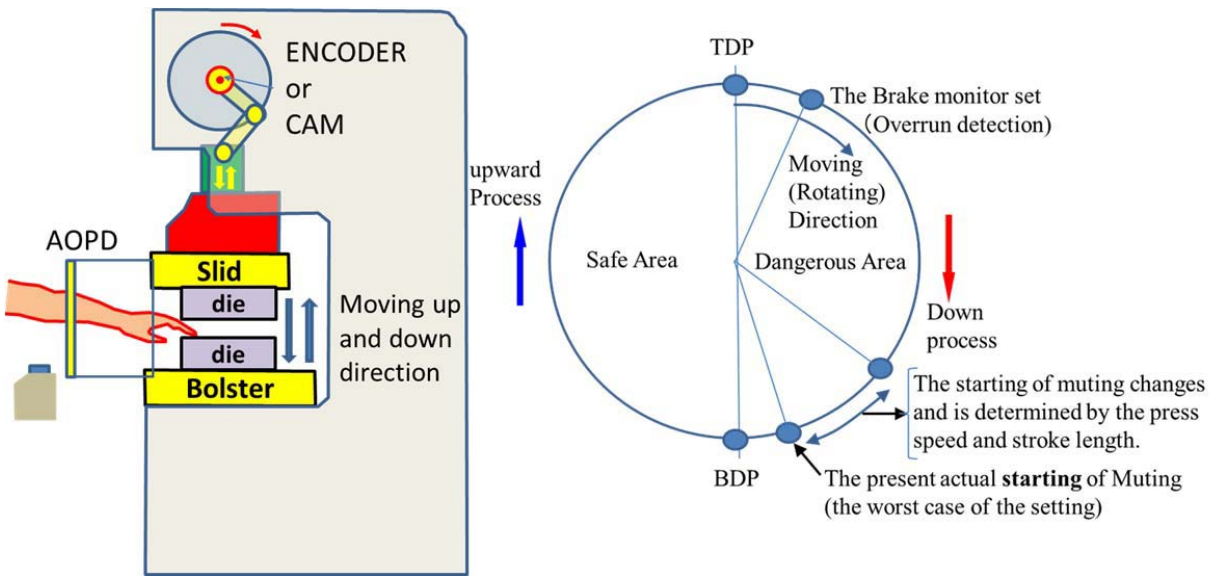 ENCODER
or
CAM
AOPD
Slid
die
die
Bolster
Moving up
and down
direction
TDP
The Brake monitor set
(Overrun detection)
Moving
(Rotating)
Direction
upward
Process
Safe Area
Dangerous Area
Down
process
The starting of muting changes
and is determined by the press
speed and stroke length.
BDP
The present actual starting of Muting
(the worst case of the setting)